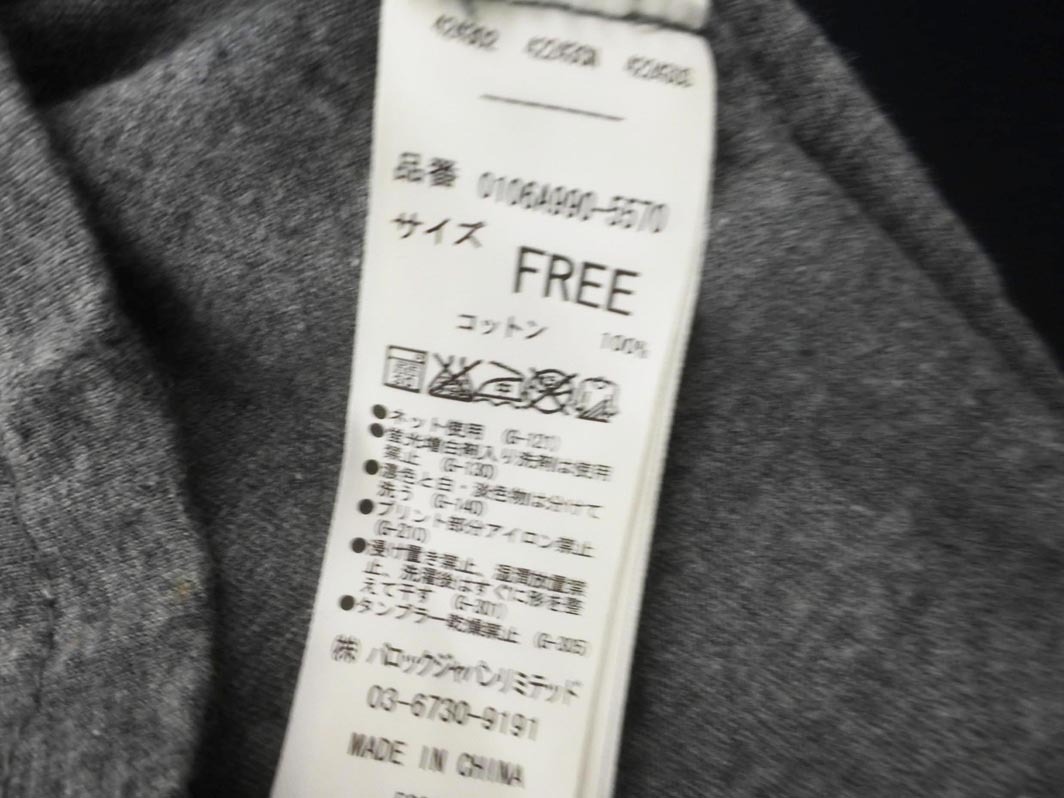 品番 0106A990-5570
サイズ
FREE
コットン 100%
●ネット使用 (G-121)
●蛍光増白剤入り洗剤は使用
禁止 (G-130)
●濃色と白・淡色物は分けて
洗う (G-140)
●プリント部分アイロン禁止
(G-210)
●浸け置き禁止、湿潤放置禁
止、洗濯後はすぐに形を整
えて干す (G-301)
●タンブラー乾燥禁止 (G-305)
(株) バロックジャパンリミテッド
03-6730-9191
MADE IN CHINA